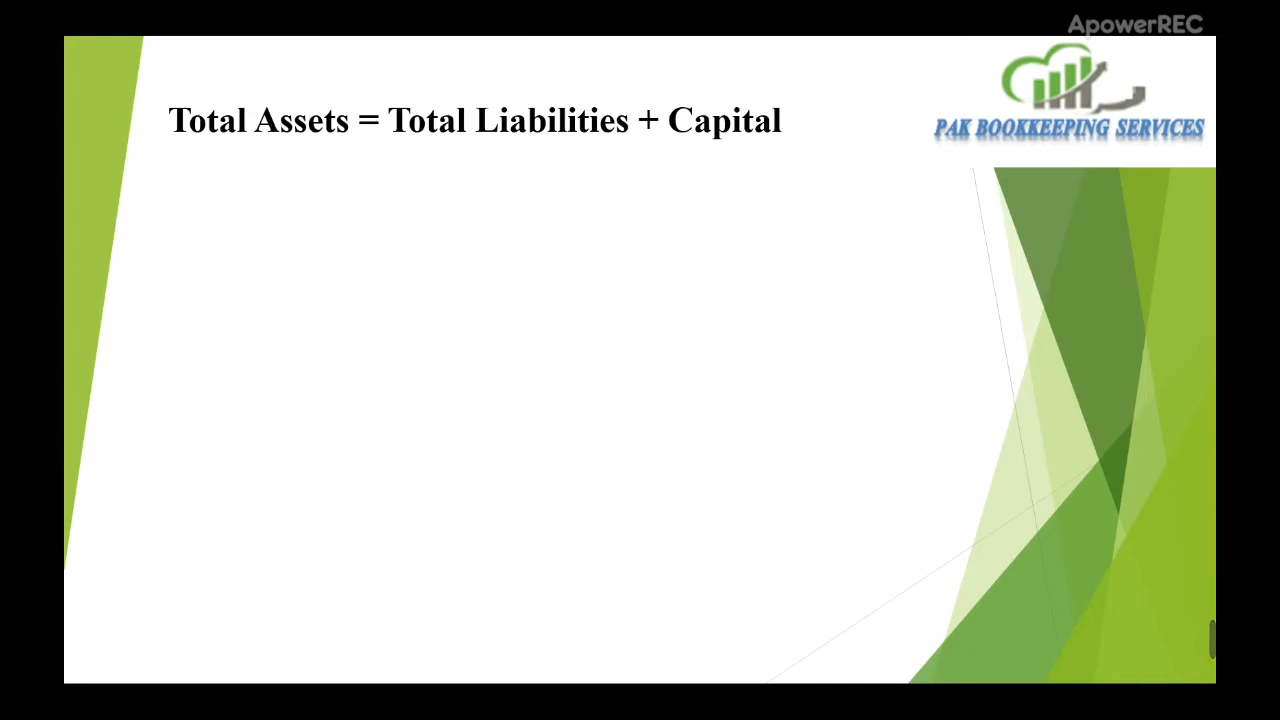 ApowerREC
Total Assets = Total Liabilities + Capital
PAK BOOKKEEPING SERVICES